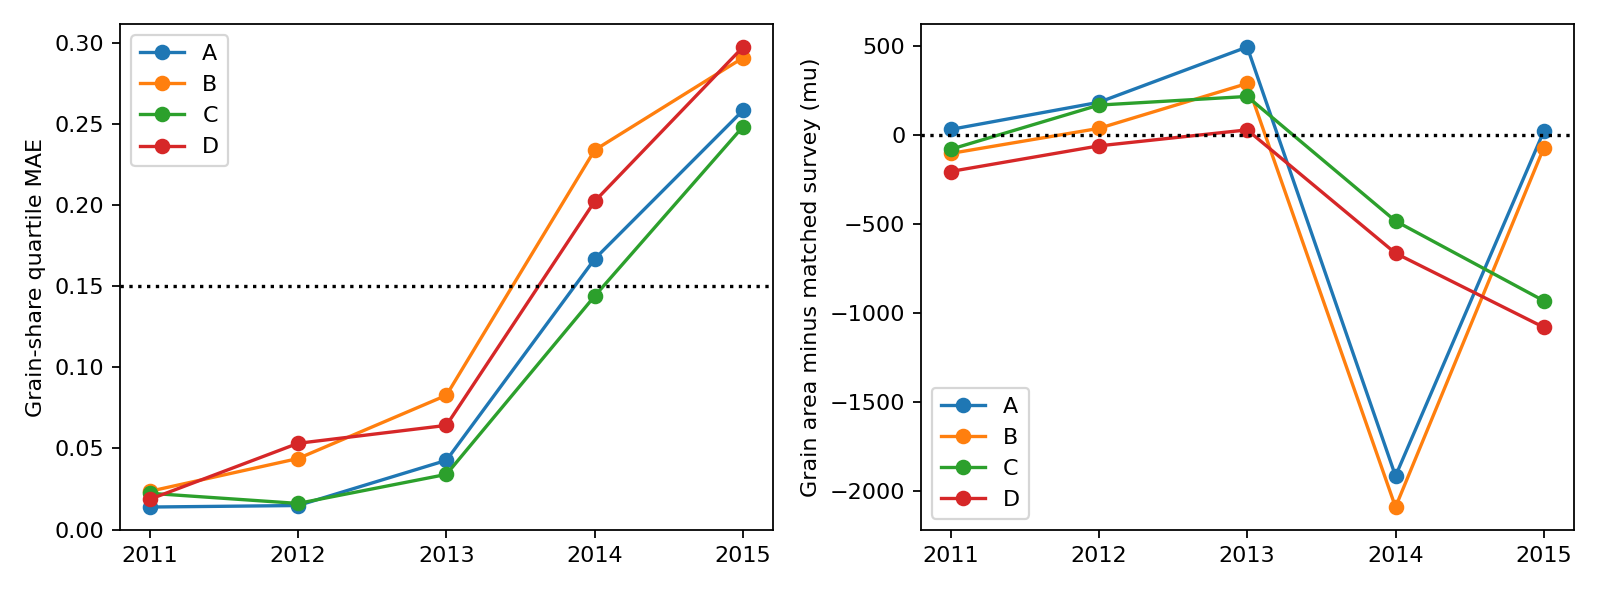 Grain-share quartile MAE
0.30
0.25
0.20
0.15
0.10
0.05
0.00
2011 2012 2013 2014 2015
A
B
C
D
Grain area minus matched survey (mu)
500
0
−500
−1000
−1500
−2000
2011 2012 2013 2014 2015
A
B
C
D